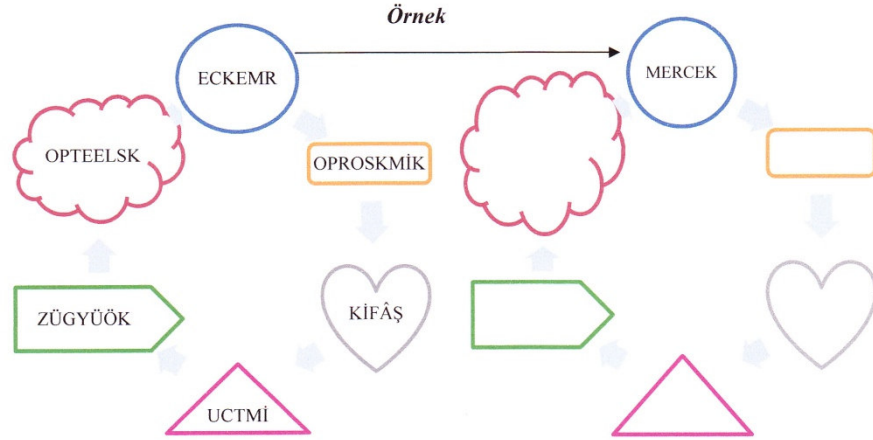 Örnek
ECKEMR
MERCEK
OPTEELSK
OPROSKMİK
ZÜGYÜÖK
KİFÂŞ
UCTMİ